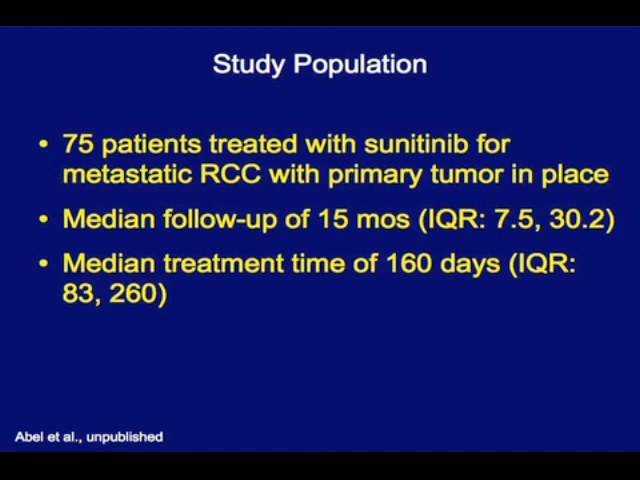 Study Population
• 75 patients treated with sunitinib for
metastatic RCC with primary tumor in place
• Median follow-up of 15 mos (IQR: 7.5, 30.2)
• Median treatment time of 160 days (IQR:
83, 260)
Abel et al., unpublished